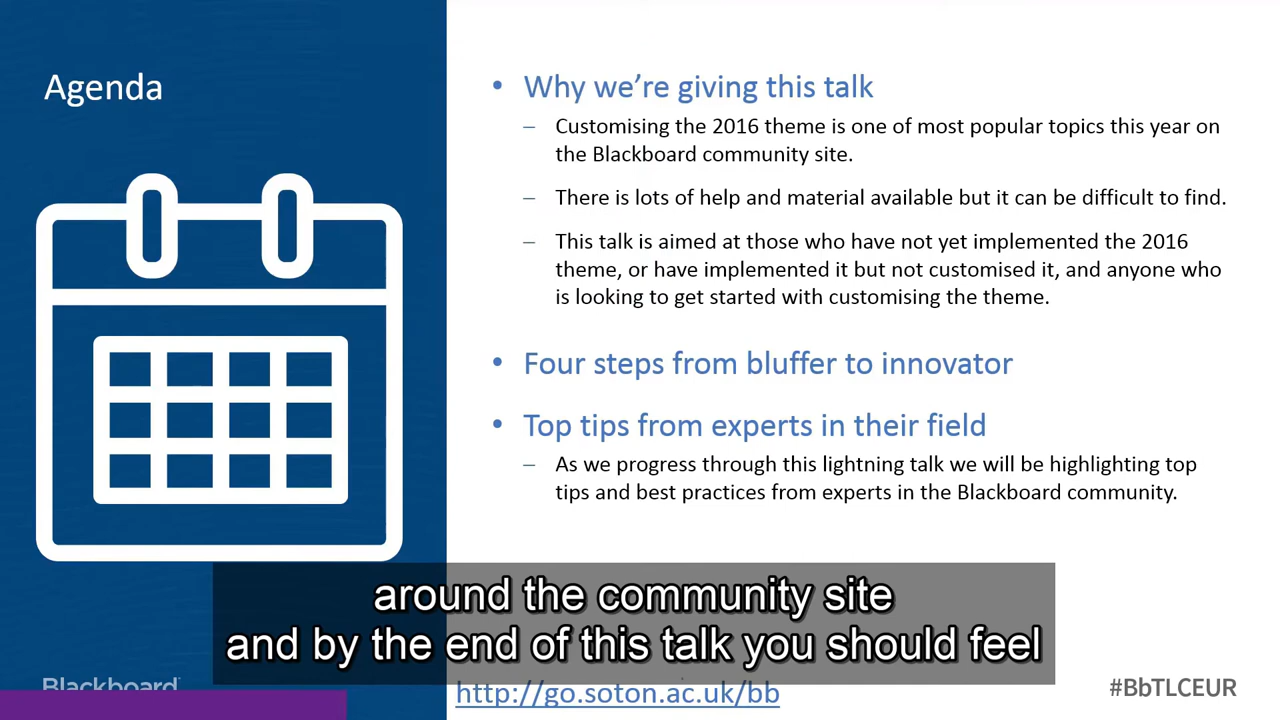 Agenda
• Why we’re giving this talk
– Customising the 2016 theme is one of most popular topics this year on
the Blackboard community site.
– There is lots of help and material available but it can be difficult to find.
– This talk is aimed at those who have not yet implemented the 2016
theme, or have implemented it but not customised it, and anyone who
is looking to get started with customising the theme.
• Four steps from bluffer to innovator
• Top tips from experts in their field
– As we progress through this lightning talk we will be highlighting top
tips and best practices from experts in the Blackboard community.
around the community site
and by the end of this talk you should feel
Blackboard
http://go.soton.ac.uk/bb
#BbTLCEUR